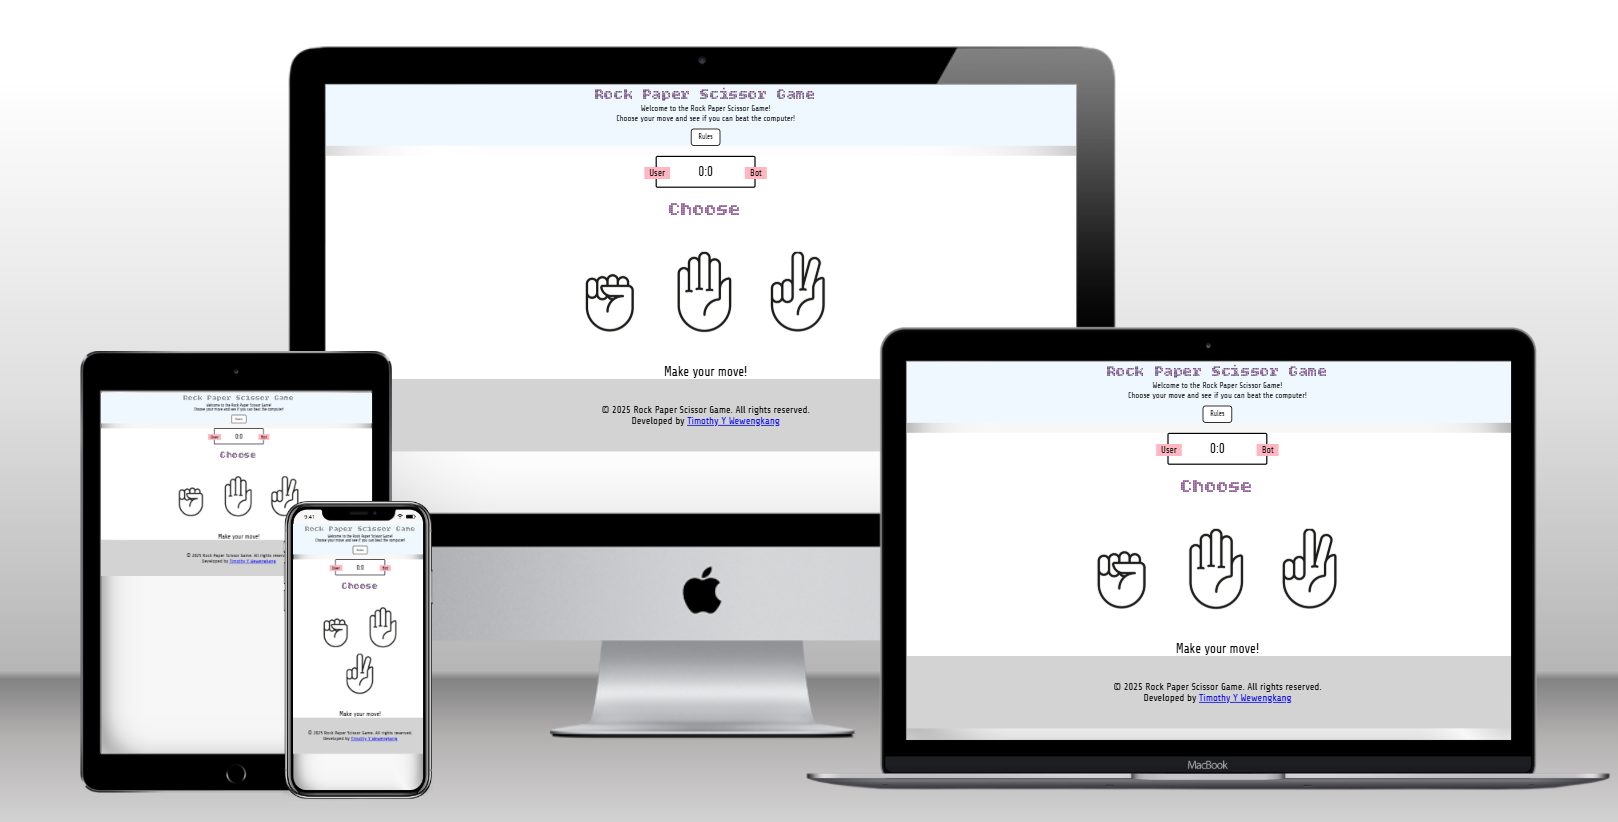 Rock Paper Scissor Game
Welcome to the Rock Paper Scissor Game!
Choose your move and see if you can beat the computer!
Rules
User 0:0 Bot
Choose
Make your move!
© 2025 Rock Paper Scissor Game. All rights reserved.
Developed by Timothy Y Wewengkang
Rock Paper Scissor Game
Welcome to the Rock Paper Scissor Game!
Choose your move and see if you can beat the computer!
Rules
User 0:0 Bot
Choose
Make your move!
© 2025 Rock Paper Scissor Game. All rights reserved.
Developed by Timothy Y Wewengkang
MacBook
Rock Paper Scissor Game
Welcome to the Rock Paper Scissor Game!
Choose your move and see if you can beat the computer!
Rules
User 0:0 Bot
Choose
Make your move!
© 2025 Rock Paper Scissor Game. All rights
Developed by Timothy Y Wewengkang
9:41
Rock Paper Scissor Game
Welcome to the Rock Paper Scissor Game!
Choose your move and see if you can beat the computer!
Rules
User 0:0 Bot
Choose
Make your move!
© 2025 Rock Paper Scissor Game. All rights reserved.
Developed by Timothy Y Wewengkang